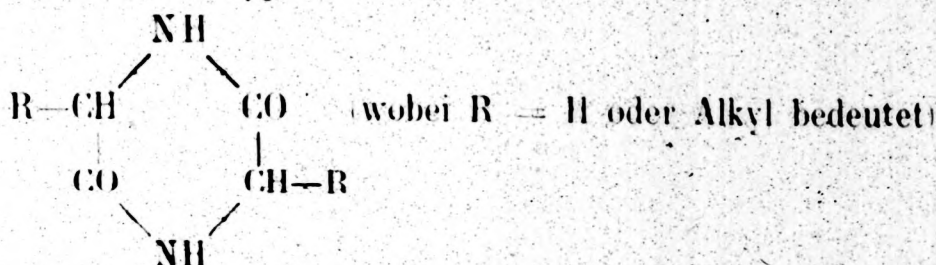 NH
R—CH CO (wobei R = H oder Alkyl bedeutet)
CO CH—R
NH